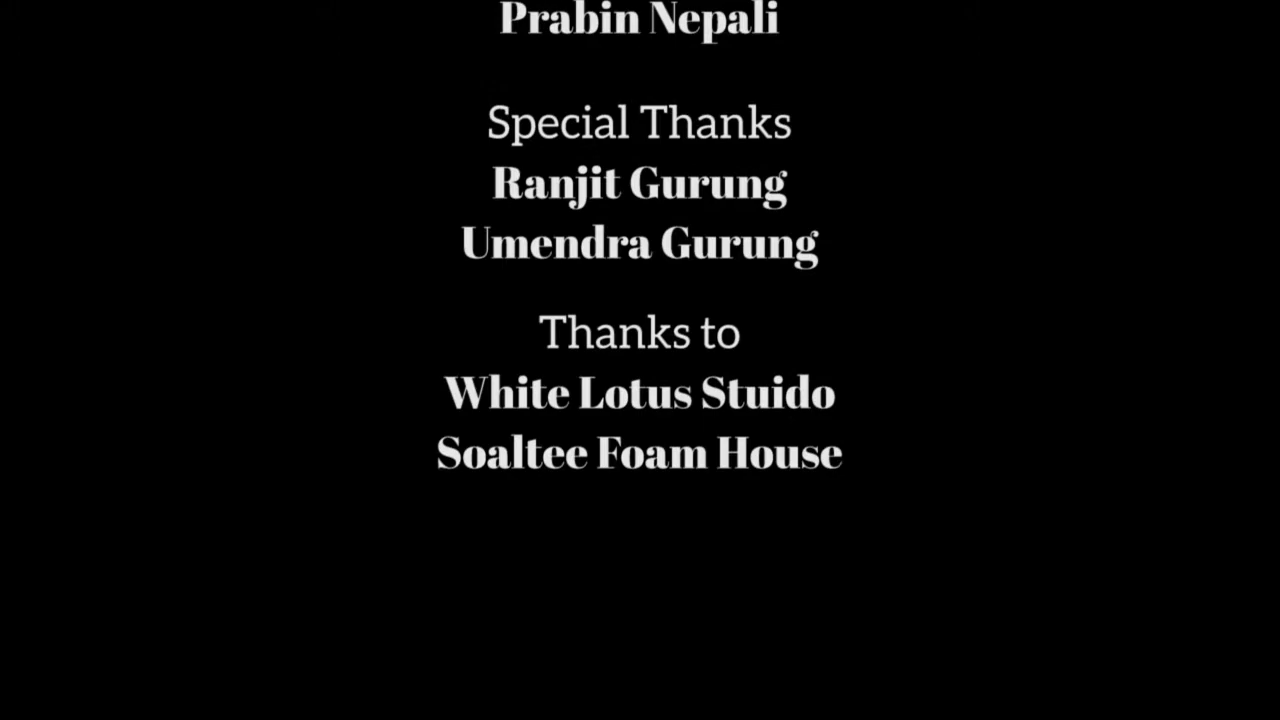 Prabin Nepali
Special Thanks
Ranjit Gurung
Umendra Gurung
Thanks to
White Lotus Stuido
Soaltee Foam House